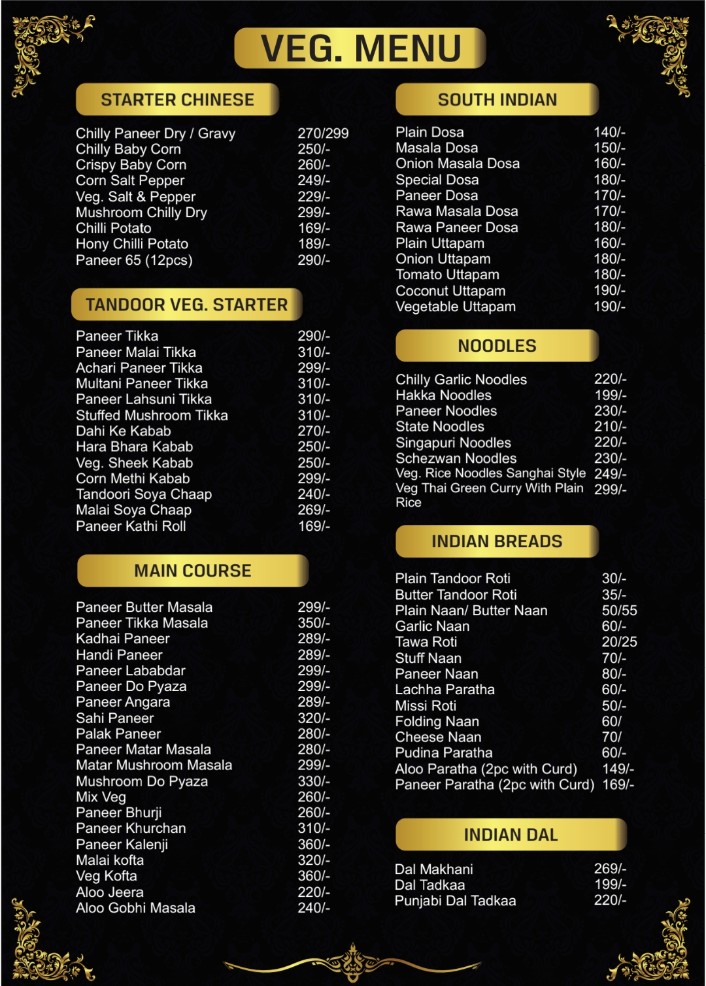 VEG. MENU
STARTER CHINESE
Chilly Paneer Dry / Gravy 270/299
Chilly Baby Corn 250/-
Crispy Baby Corn 260/-
Corn Salt Pepper 249/-
Veg. Salt & Pepper 229/-
Mushroom Chilly Dry 299/-
Chilli Potato 169/-
Hony Chilli Potato 189/-
Paneer 65 (12pcs) 290/-
TANDOOR VEG. STARTER
Paneer Tikka 290/-
Paneer Malai Tikka 310/-
Achari Paneer Tikka 299/-
Multani Paneer Tikka 310/-
Paneer Lahsuni Tikka 310/-
Stuffed Mushroom Tikka 310/-
Dahi Ke Kabab 270/-
Hara Bhara Kabab 250/-
Veg. Sheek Kabab 250/-
Corn Methi Kabab 299/-
Tandoori Soya Chaap 240/-
Malai Soya Chaap 269/-
Paneer Kathi Roll 169/-
MAIN COURSE
Paneer Butter Masala 299/-
Paneer Tikka Masala 350/-
Kadhai Paneer 289/-
Handi Paneer 289/-
Paneer Lababdar 299/-
Paneer Do Pyaza 299/-
Paneer Angara 289/-
Sahi Paneer 320/-
Palak Paneer 280/-
Paneer Matar Masala 280/-
Matar Mushroom Masala 299/-
Mushroom Do Pyaza 330/-
Mix Veg 260/-
Paneer Bhurji 260/-
Paneer Khurchan 310/-
Paneer Kalenji 360/-
Malai kofta 320/-
Veg Kofta 360/-
Aloo Jeera 220/-
Aloo Gobhi Masala 240/-
SOUTH INDIAN
Plain Dosa 140/-
Masala Dosa 150/-
Onion Masala Dosa 160/-
Special Dosa 180/-
Paneer Dosa 170/-
Rawa Masala Dosa 170/-
Rawa Paneer Dosa 180/-
Plain Uttapam 160/-
Onion Uttapam 180/-
Tomato Uttapam 180/-
Coconut Uttapam 190/-
Vegetable Uttapam 190/-
NOODLES
Chilly Garlic Noodles 220/-
Hakka Noodles 199/-
Paneer Noodles 230/-
State Noodles 210/-
Singapuri Noodles 220/-
Schezwan Noodles 230/-
Veg. Rice Noodles Sanghai Style 249/-
Veg Thai Green Curry With Plain 299/-
Rice
INDIAN BREADS
Plain Tandoor Roti 30/-
Butter Tandoor Roti 35/-
Plain Naan/ Butter Naan 50/55
Garlic Naan 60/-
Tawa Roti 20/25
Stuff Naan 70/-
Paneer Naan 80/-
Lachha Paratha 60/-
Missi Roti 50/-
Folding Naan 60/
Cheese Naan 70/
Pudina Paratha 60/-
Aloo Paratha (2pc with Curd) 149/-
Paneer Paratha (2pc with Curd) 169/-
INDIAN DAL
Dal Makhani 269/-
Dal Tadkaa 199/-
Punjabi Dal Tadkaa 220/-